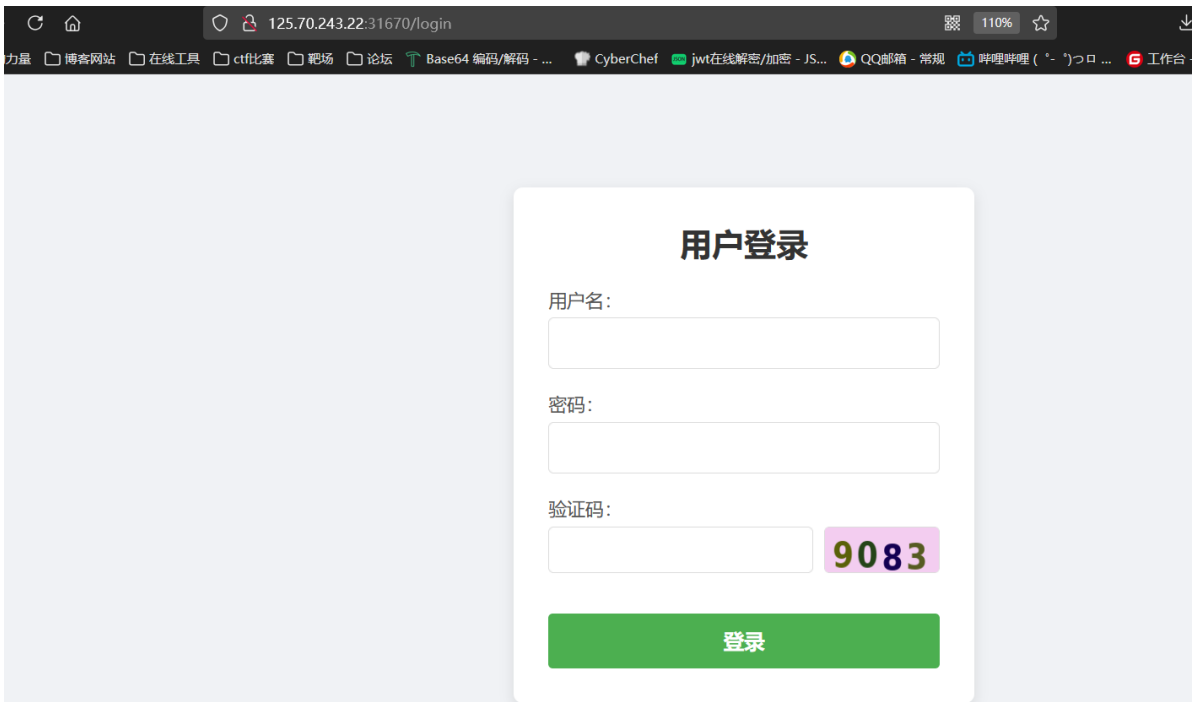 125.70.243.22:31670/login
110%
力量 博客网站 在线工具 ctf比赛 靶场 论坛 Base64 编码/解码 - ... CyberChef JSON jwt在线解密/加密 - JS... QQ邮箱 - 常规 哔哩哔哩 ( ゜- ゜)つロ ... G 工作台 -
用户登录
用户名：
密码：
验证码：
9083
登录